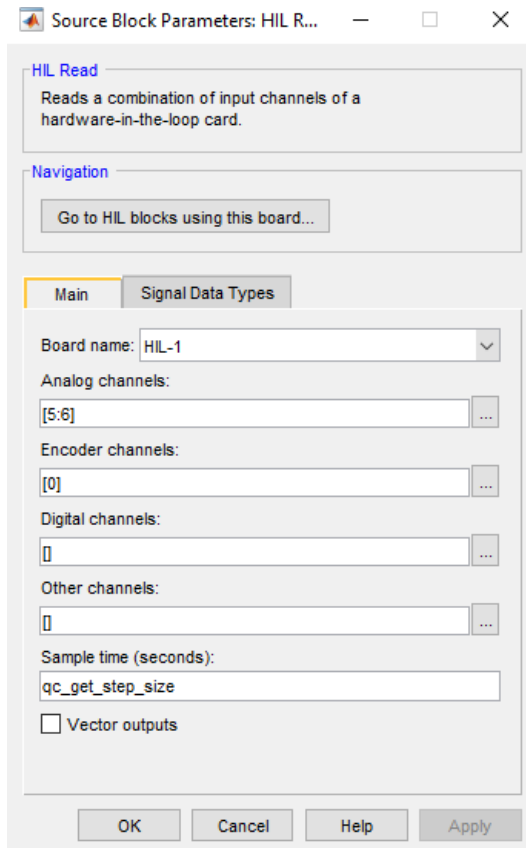 Source Block Parameters: HIL R...
HIL Read
Reads a combination of input channels of a
hardware-in-the-loop card.
Navigation
Go to HIL blocks using this board...
Main Signal Data Types
Board name: HIL-1
Analog channels:
[5:6] ...
Encoder channels:
[0] ...
Digital channels:
[] ...
Other channels:
[] ...
Sample time (seconds):
qc_get_step_size
Vector outputs
OK Cancel Help Apply